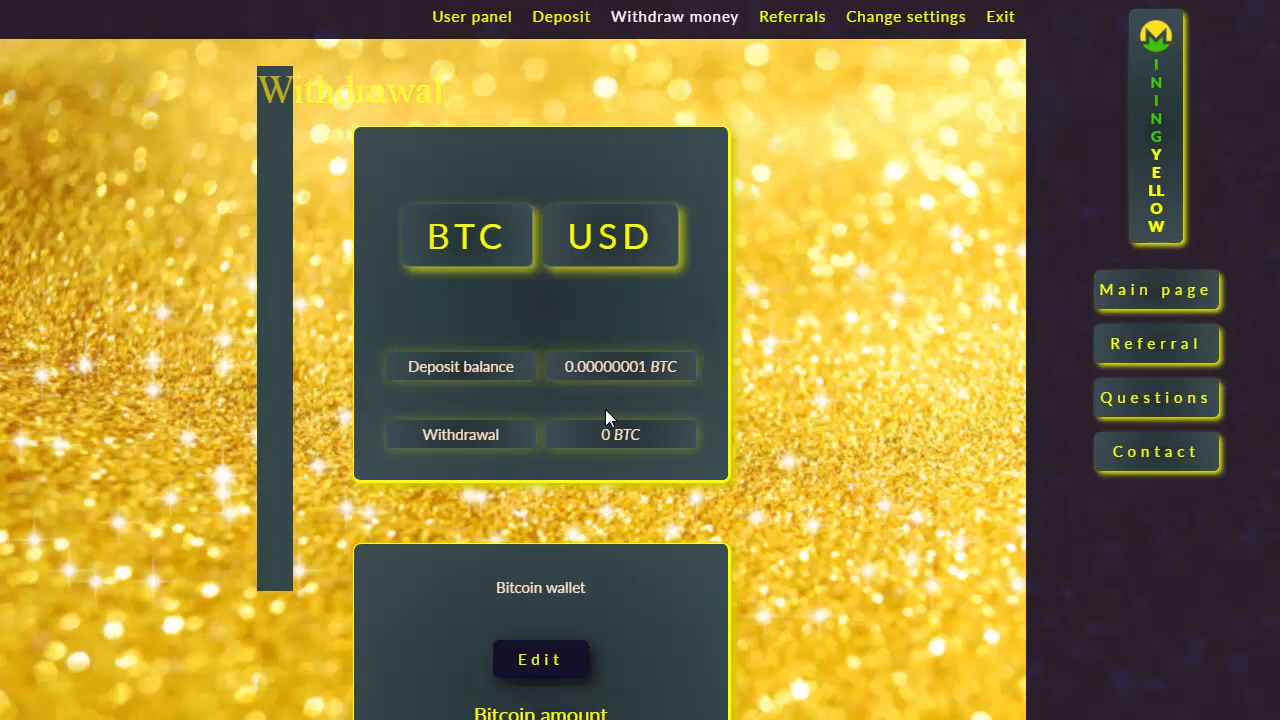 User panel Deposit Withdraw money Referrals Change settings Exit
Withdrawal
BTC USD
Deposit balance 0.00000001 BTC
Withdrawal 0 BTC
Bitcoin wallet
Edit
Bitcoin amount
M
I
N
I
N
G
Y
E
LL
O
W
Main page
Referral
Questions
Contact